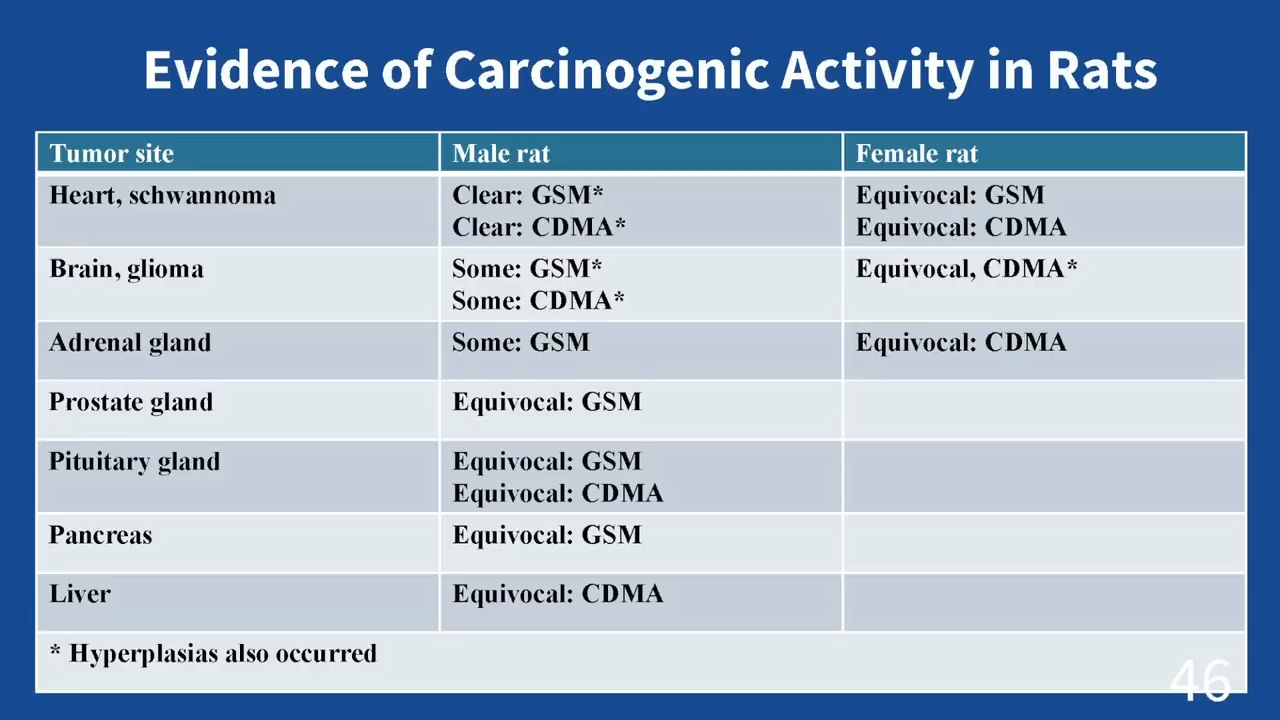 Evidence of Carcinogenic Activity in Rats
Tumor site Male rat Female rat
Heart, schwannoma Clear: GSM* Equivocal: GSM
Clear: CDMA* Equivocal: CDMA
Brain, glioma Some: GSM* Equivocal, CDMA*
Some: CDMA*
Adrenal gland Some: GSM Equivocal: CDMA
Prostate gland Equivocal: GSM
Pituitary gland Equivocal: GSM
Equivocal: CDMA
Pancreas Equivocal: GSM
Liver Equivocal: CDMA
* Hyperplasias also occurred
46